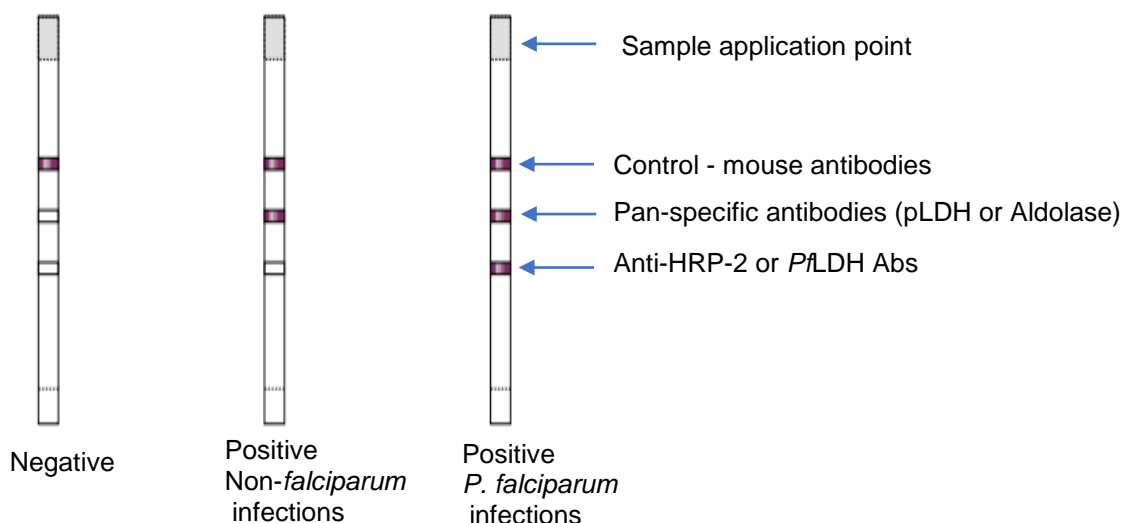 Sample application point
Control - mouse antibodies
Pan-specific antibodies (pLDH or Aldolase)
Anti-HRP-2 or PfLDH Abs
Negative
Positive
Non-falciparum
infections
Positive
P. falciparum
infections